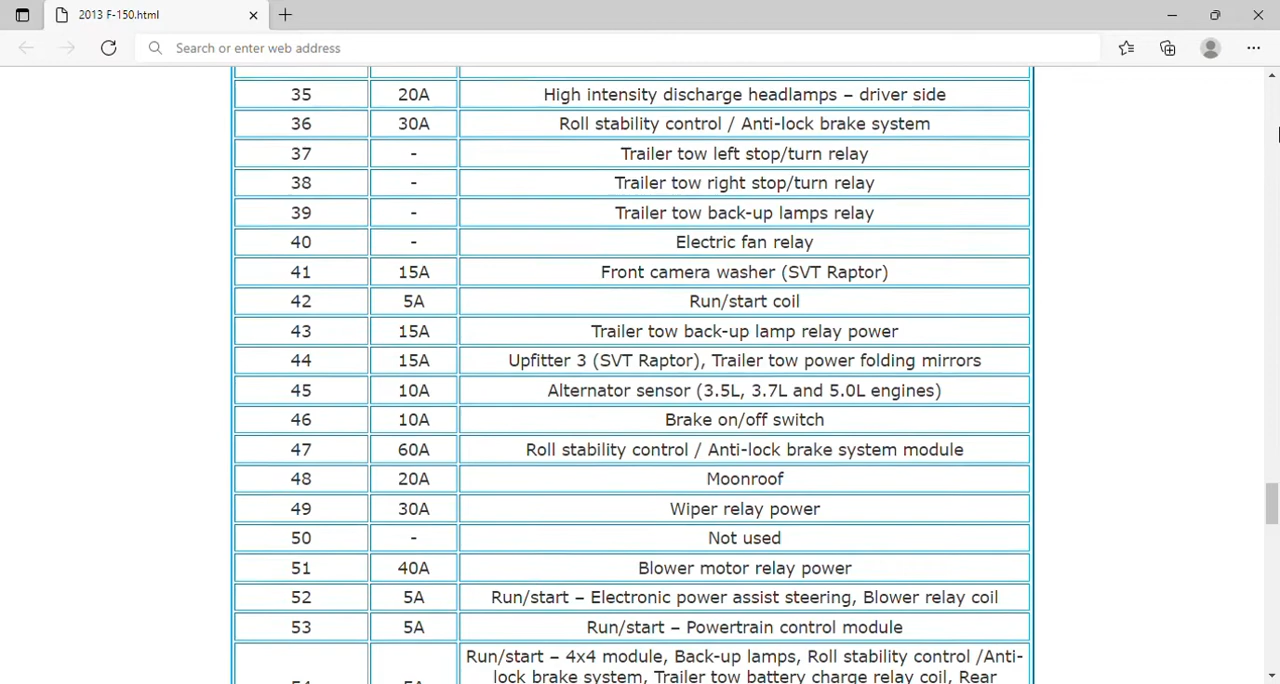 2013 F-150.html
Search or enter web address
35 20A High intensity discharge headlamps – driver side
36 30A Roll stability control / Anti-lock brake system
37 - Trailer tow left stop/turn relay
38 - Trailer tow right stop/turn relay
39 - Trailer tow back-up lamps relay
40 - Electric fan relay
41 15A Front camera washer (SVT Raptor)
42 5A Run/start coil
43 15A Trailer tow back-up lamp relay power
44 15A Upfitter 3 (SVT Raptor), Trailer tow power folding mirrors
45 10A Alternator sensor (3.5L, 3.7L and 5.0L engines)
46 10A Brake on/off switch
47 60A Roll stability control / Anti-lock brake system module
48 20A Moonroof
49 30A Wiper relay power
50 - Not used
51 40A Blower motor relay power
52 5A Run/start – Electronic power assist steering, Blower relay coil
53 5A Run/start – Powertrain control module
Run/start – 4x4 module, Back-up lamps, Roll stability control /Anti-
lock brake system, Trailer tow battery charge relay coil, Rear